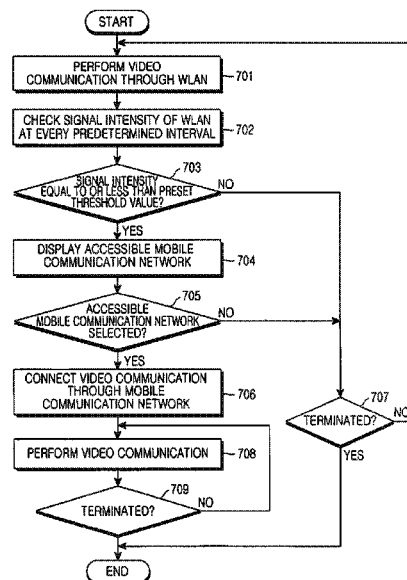 START
PERFORM VIDEO
COMMUNICATION THROUGH WLAN
701
CHECK SIGNAL INTENSITY OF WLAN
AT EVERY PREDETERMINED INTERVAL
702
703
SIGNAL INTENSITY
EQUAL TO OR LESS THAN PRESET
THRESHOLD VALUE?
NO
YES
DISPLAY ACCESSIBLE MOBILE
COMMUNICATION NETWORK
704
705
ACCESSIBLE
MOBILE COMMUNICATION NETWORK
SELECTED?
NO
YES
CONNECT VIDEO COMMUNICATION
THROUGH MOBILE
COMMUNICATION NETWORK
706
707
TERMINATED?
NO
YES
PERFORM VIDEO COMMUNICATION
708
709
TERMINATED?
NO
YES
END